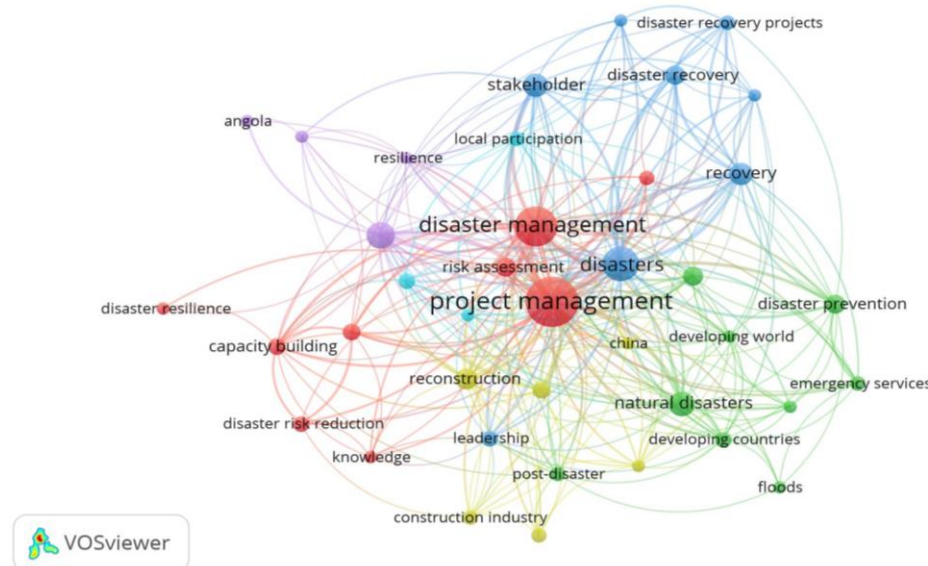 disaster recovery projects
disaster recovery
stakeholder
angola
local participation
resilience
recovery
disaster management
risk assessment
disasters
project management
disaster resilience
disaster prevention
capacity building
china
developing world
reconstruction
emergency services
natural disasters
disaster risk reduction
leadership
developing countries
knowledge
post-disaster
floods
construction industry
VOSviewer